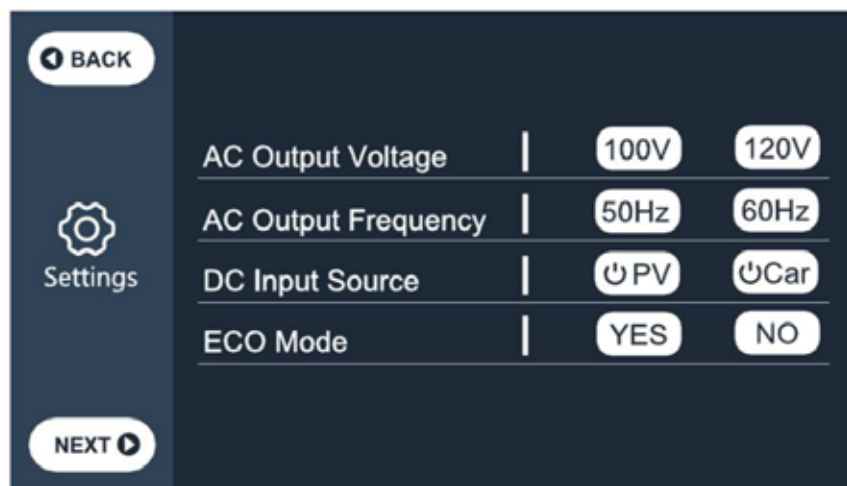 BACK
AC Output Voltage 100V 120V
AC Output Frequency 50Hz 60Hz
Settings
DC Input Source PV Car
ECO Mode YES NO
NEXT